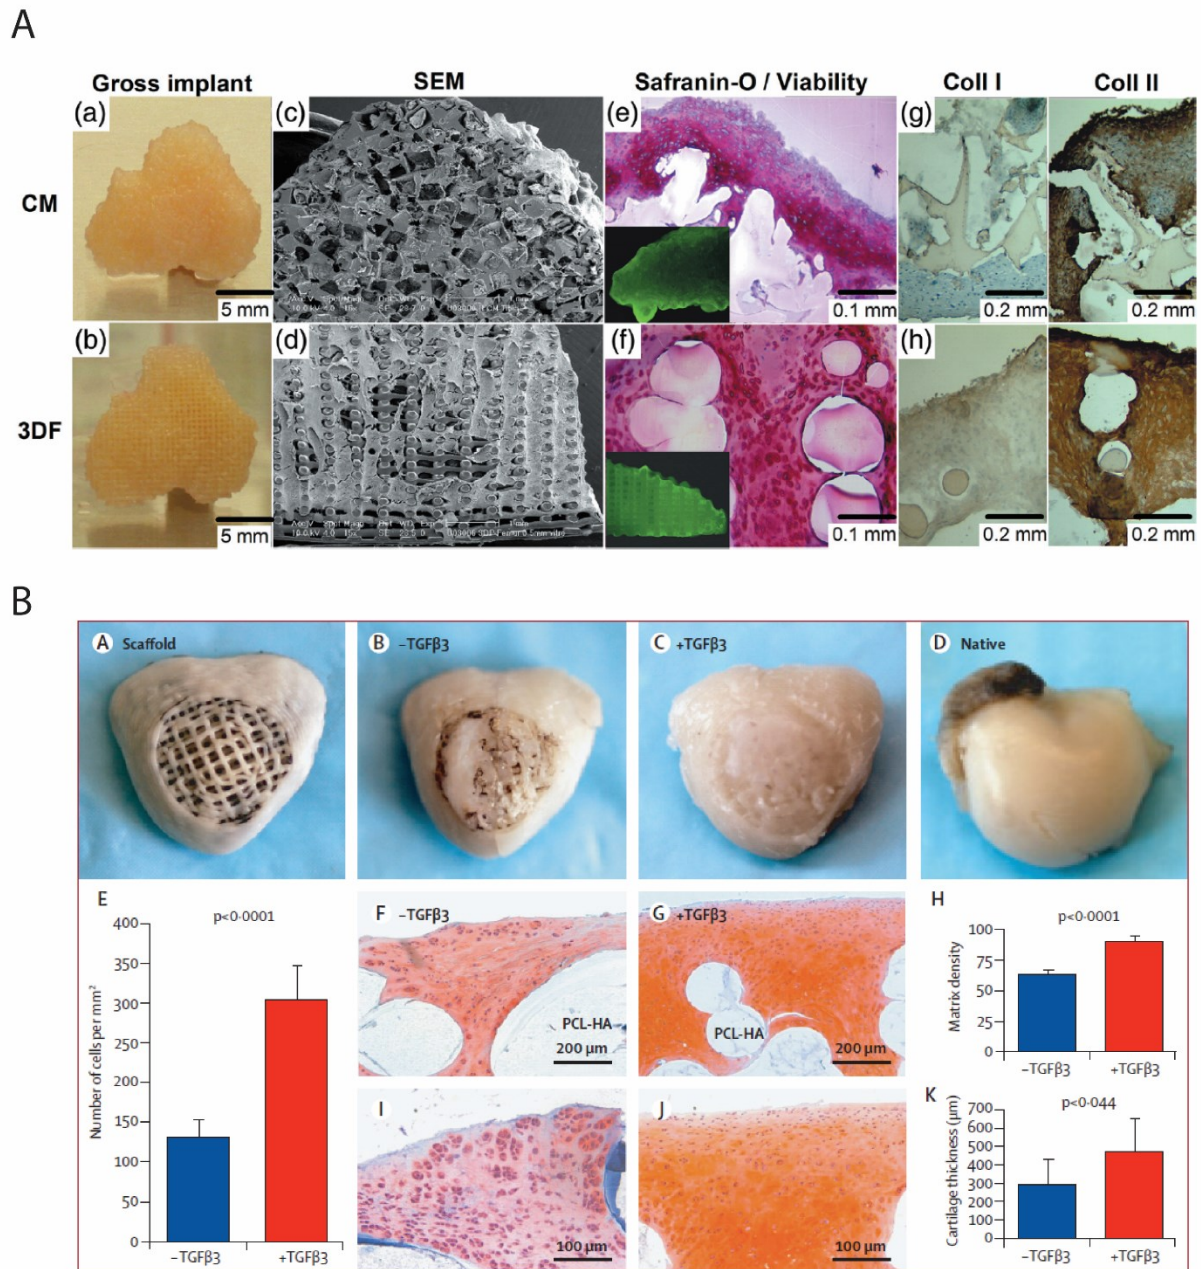 A
Gross implant
SEM
Safranin-O / Viability
Coll I
Coll II
CM
(a)
5 mm
(c)
(e)
0.1 mm
(g)
0.2 mm
0.2 mm
3DF
(b)
5 mm
(d)
(f)
0.1 mm
(h)
0.2 mm
0.2 mm
B
A Scaffold
B –TGFβ3
C +TGFβ3
D Native
E
p<0·0001
Number of cells per mm²
400
350
300
250
200
150
100
50
0
–TGFβ3
+TGFβ3
F –TGFβ3
PCL-HA
200 µm
G +TGFβ3
PCL-HA
200 µm
H
p<0·0001
Matrix density
100
75
50
25
0
–TGFβ3
+TGFβ3
I
100 µm
J
100 µm
K
p<0·044
Cartilage thickness (µm)
700
600
500
400
300
200
100
0
–TGFβ3
+TGFβ3